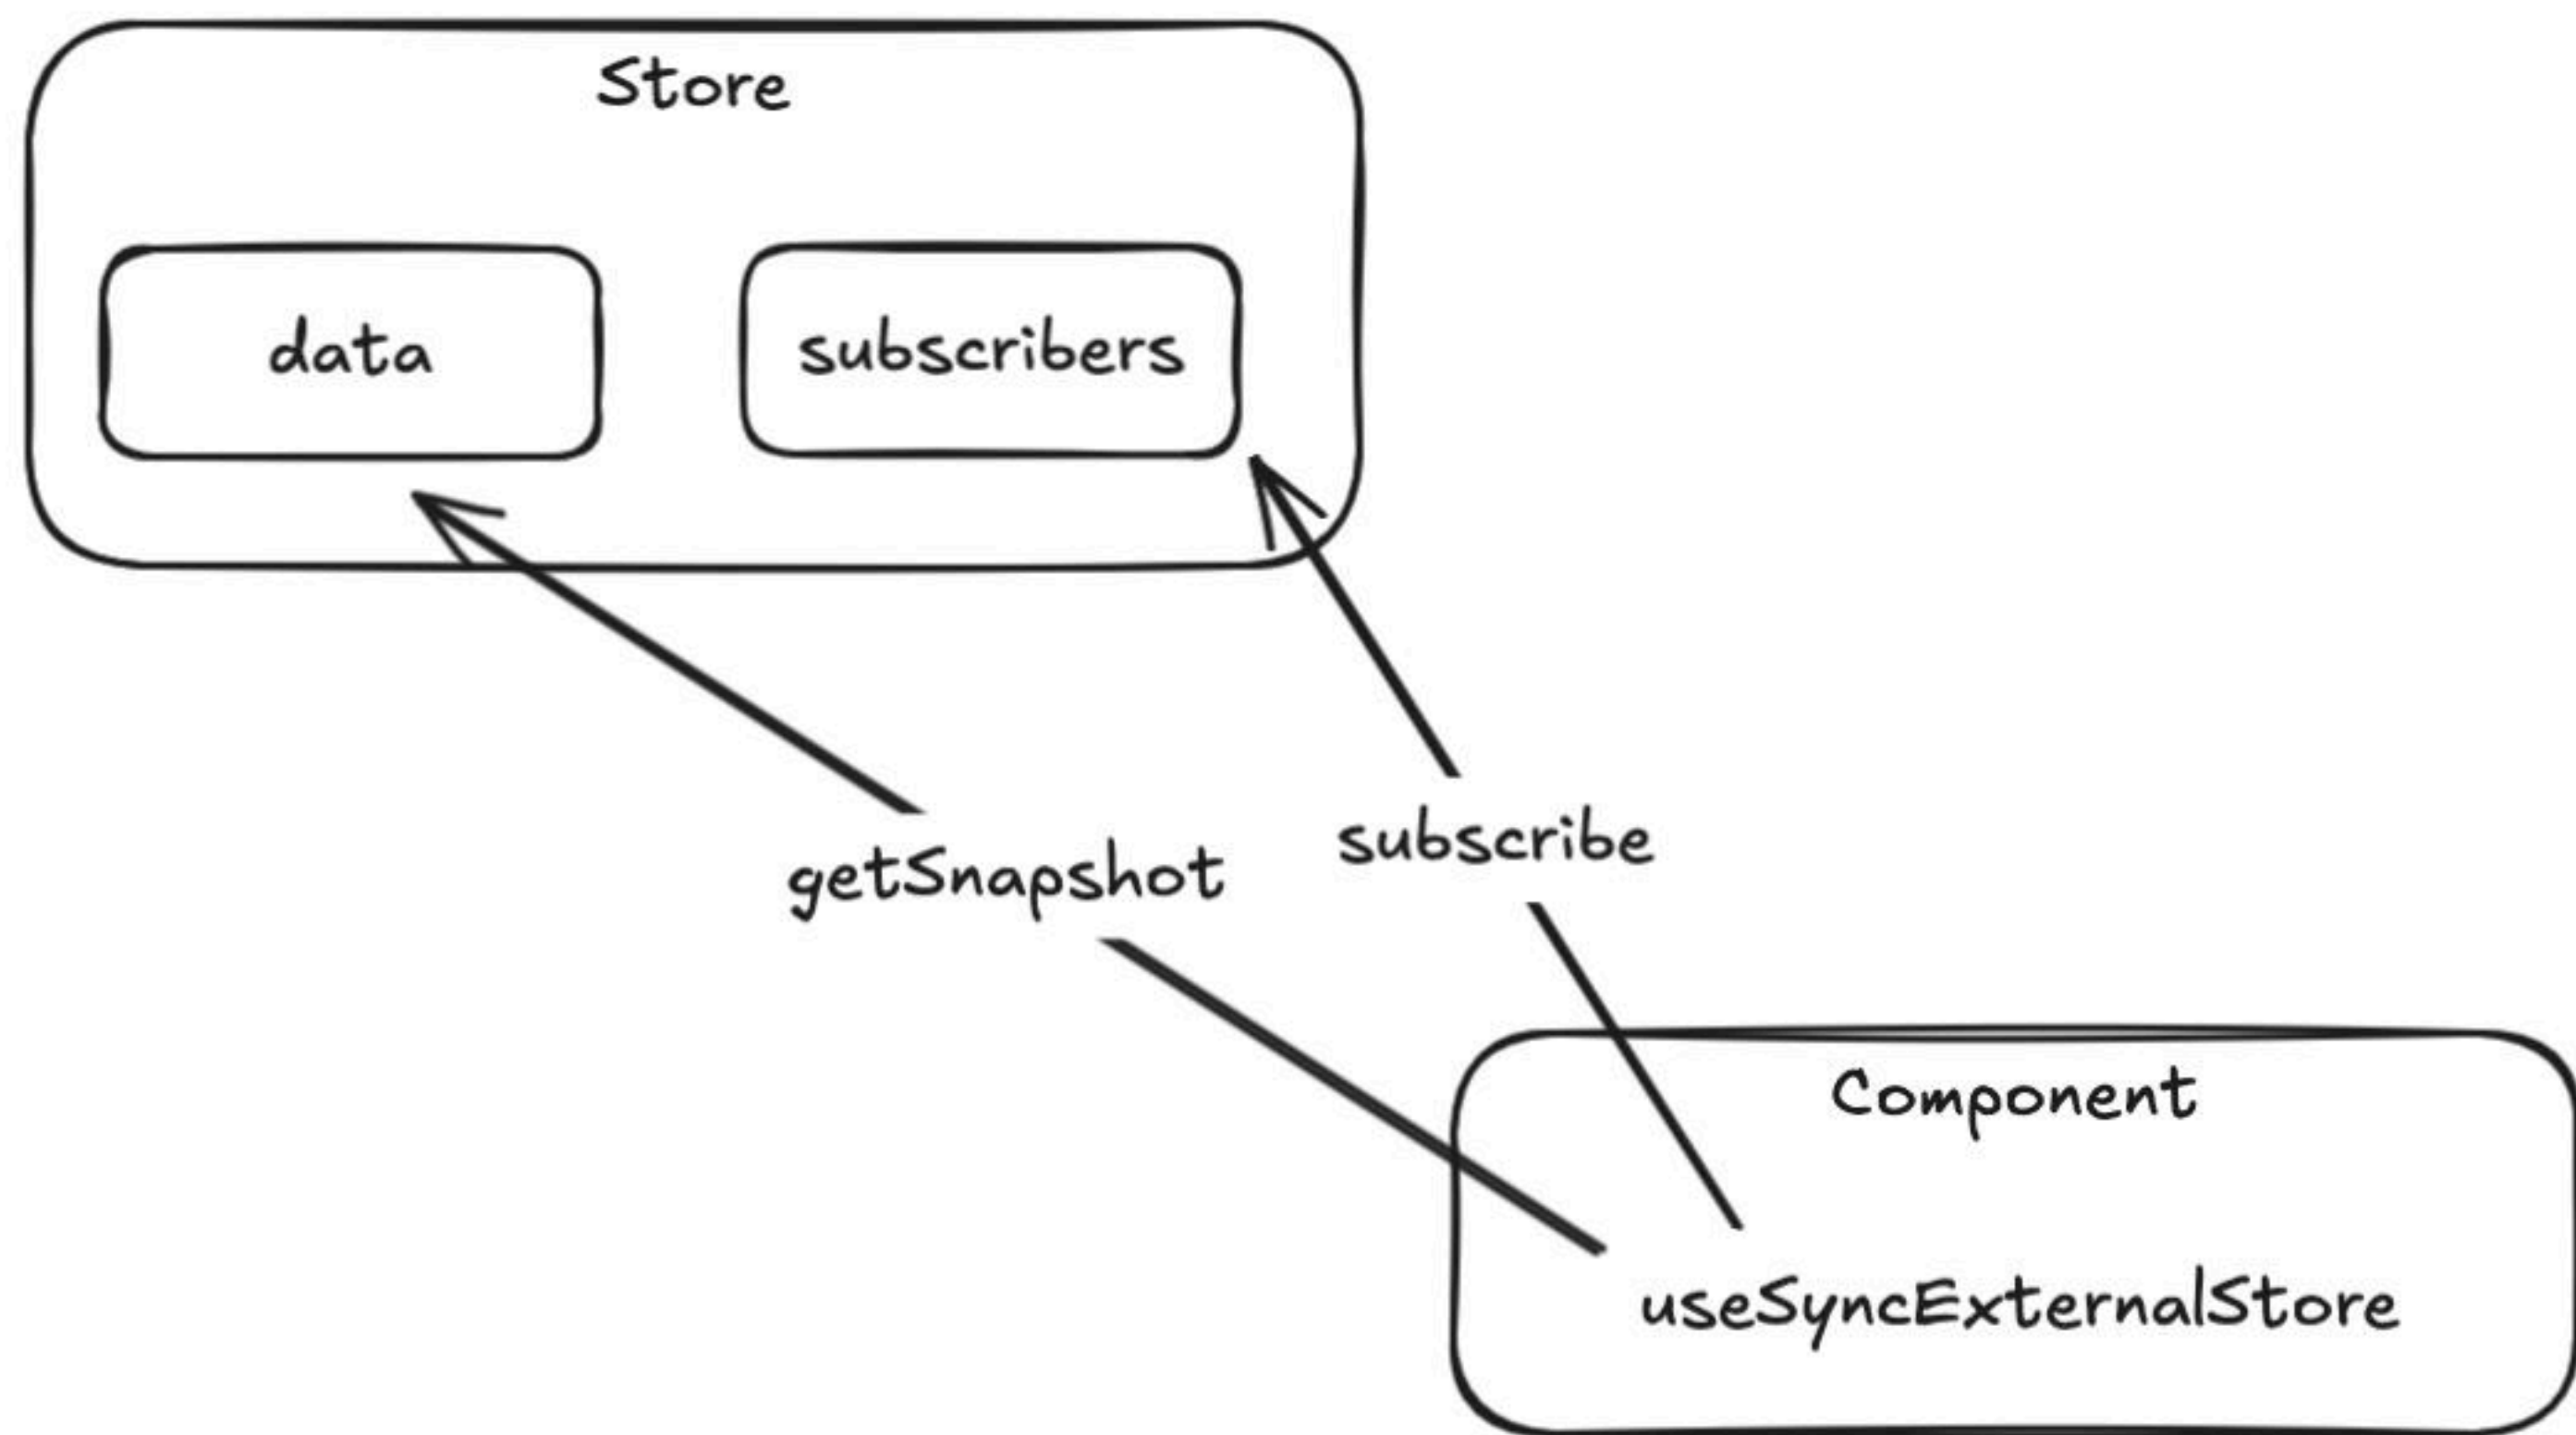 Store
data
subscribers
getSnapshot
subscribe
Component
useSyncExternalStore